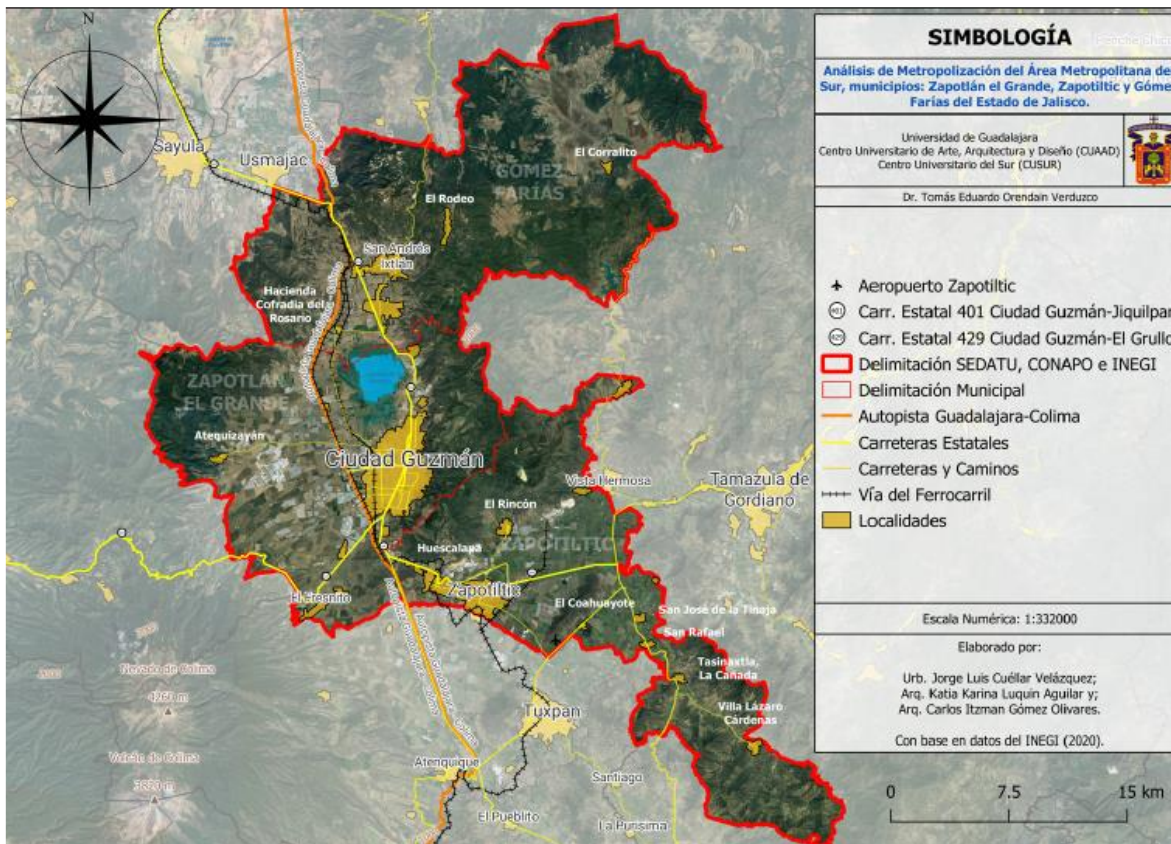 N
SIMBOLOGÍA
Análisis de Metropolización del Área Metropolitana de
Sur, municipios: Zapotlán el Grande, Zapotiltic y Góme
Farías del Estado de Jalisco.
Universidad de Guadalajara
Centro Universitario de Arte, Arquitectura y Diseño (CUAAD)
Centro Universitario del Sur (CUSUR)
Dr. Tomás Eduardo Orendain Verduzco
Aeropuerto Zapotiltic
Carr. Estatal 401 Ciudad Guzmán-Jiquilpan
Carr. Estatal 429 Ciudad Guzmán-El Grullo
Delimitación SEDATU, CONAPO e INEGI
Delimitación Municipal
Autopista Guadalajara-Colima
Carreteras Estatales
Carreteras y Caminos
Vía del Ferrocarril
Localidades
Escala Numérica: 1:332000
Elaborado por:
Urb. Jorge Luis Cuéllar Velázquez;
Arq. Katia Karina Luquin Aguilar y;
Arq. Carlos Itzman Gómez Olivares.
Con base en datos del INEGI (2020).
0 7.5 15 km
Sayula
Usmajac
El Corralito
GÓMEZ
FARÍAS
El Rodeo
San Andrés
Ixtlán
Hacienda
Cofradía del
Rosario
ZAPOTLÁN
EL GRANDE
Atequizayán
Ciudad Guzmán
Vista Hermosa
Tamazula de
Gordiano
El Rincón
Huescalapa
ZAPOTILTIC
Zapotiltic
El Fresnito
El Coahuayote
San José de la Tinaja
San Rafael
Tasinaxtla,
La Cañada
Villa Lázaro
Cárdenas
Nevado de Colima
4260 m
Volcán de Colima
3820 m
Autopista Guadalajara - Colima
Tuxpan
Atenquique
Santiago
El Pueblito
La Purísima